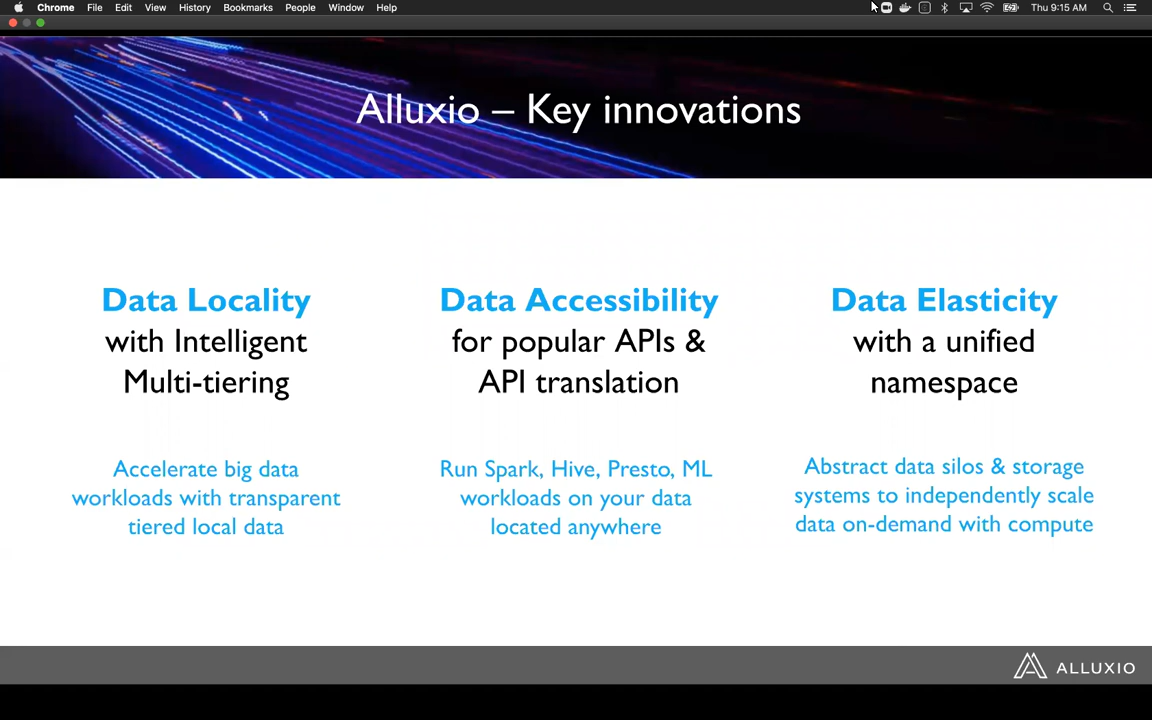 Chrome File Edit View History Bookmarks People Window Help Thu 9:15 AM
Alluxio – Key innovations
Data Locality
with Intelligent
Multi-tiering
Accelerate big data
workloads with transparent
tiered local data
Data Accessibility
for popular APIs &
API translation
Run Spark, Hive, Presto, ML
workloads on your data
located anywhere
Data Elasticity
with a unified
namespace
Abstract data silos & storage
systems to independently scale
data on-demand with compute
ALLUXIO